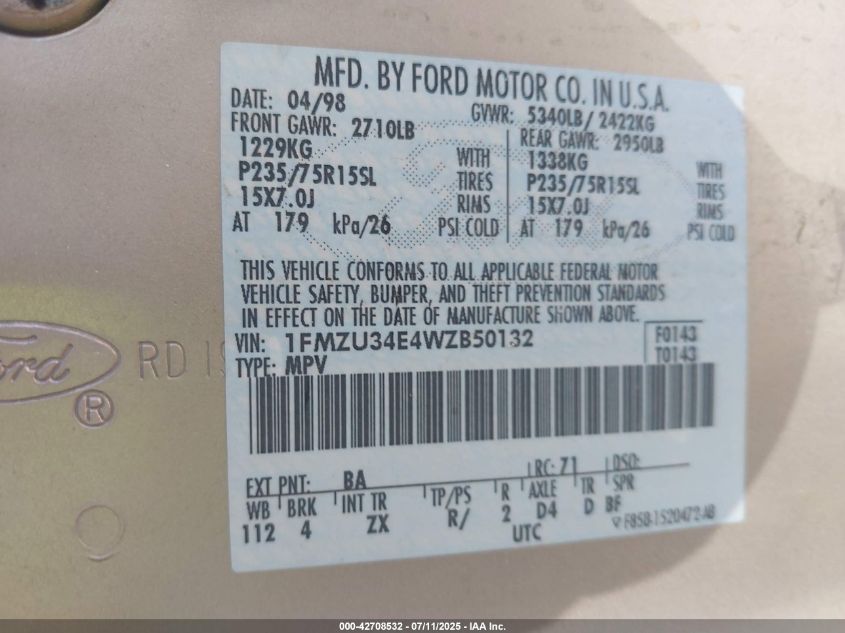 MFD. BY FORD MOTOR CO. IN U.S.A.
DATE: 04/98 GVWR: 5340LB/2422KG
FRONT GAWR: 2710LB REAR GAWR: 2950LB
1229KG WITH 1338KG WITH
P235/75R15SL TIRES P235/75R15SL TIRES
15X7.0J RIMS 15X7.0J RIMS
AT 179 kPa/26 PSI COLD AT 179 kPa/26 PSI COLD
THIS VEHICLE CONFORMS TO ALL APPLICABLE FEDERAL MOTOR
VEHICLE SAFETY, BUMPER, AND THEFT PREVENTION STANDARDS
IN EFFECT ON THE DATE OF MANUFACTURE SHOWN ABOVE.
VIN: 1FMZU34E4WZB50132 F0143
TYPE: MPV T0143
Ford ® RD
EXT PNT: BA RC: 71 DSO:
WB BRK INT TR TP/PS R AXLE TR SPR
112 4 ZX R/ 2 D4 D BF
UTC F85B-1520472-AB
000-42708532 - 07/11/2025 - IAA Inc.